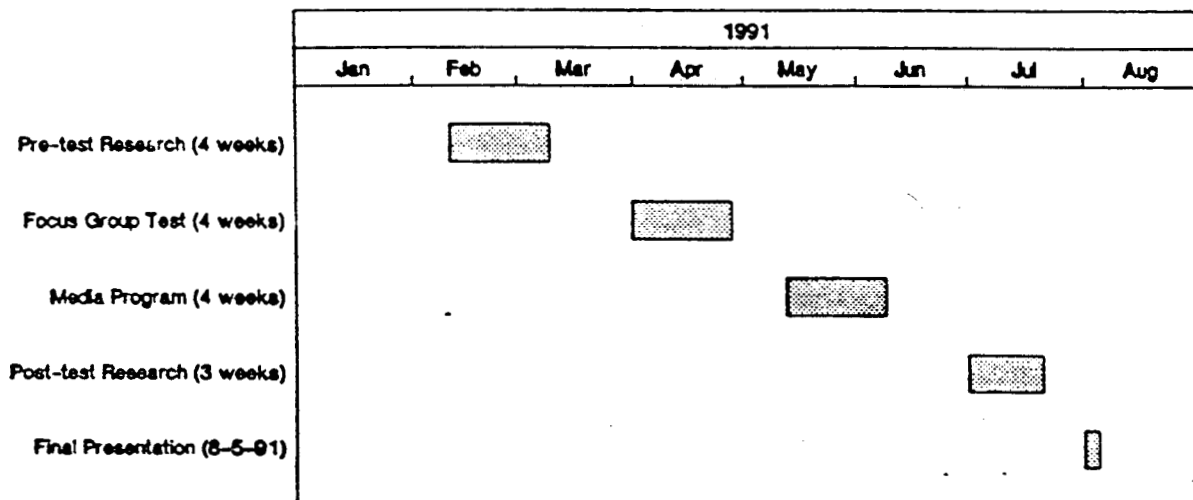 1991
Jan Feb Mar Apr May Jun Jul Aug
Pre-test Research (4 weeks)
Focus Group Test (4 weeks)
Media Program (4 weeks)
Post-test Research (3 weeks)
Final Presentation (8-5-91)